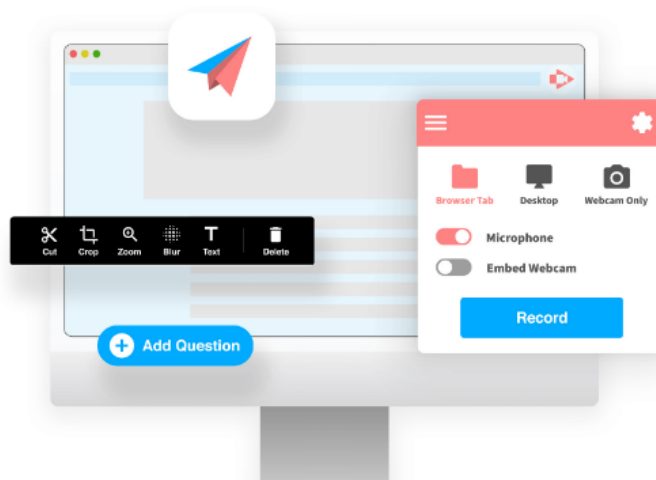 Browser Tab Desktop Webcam Only
Cut Crop Zoom Blur Text Delete
Microphone
Embed Webcam
Record
Add Question